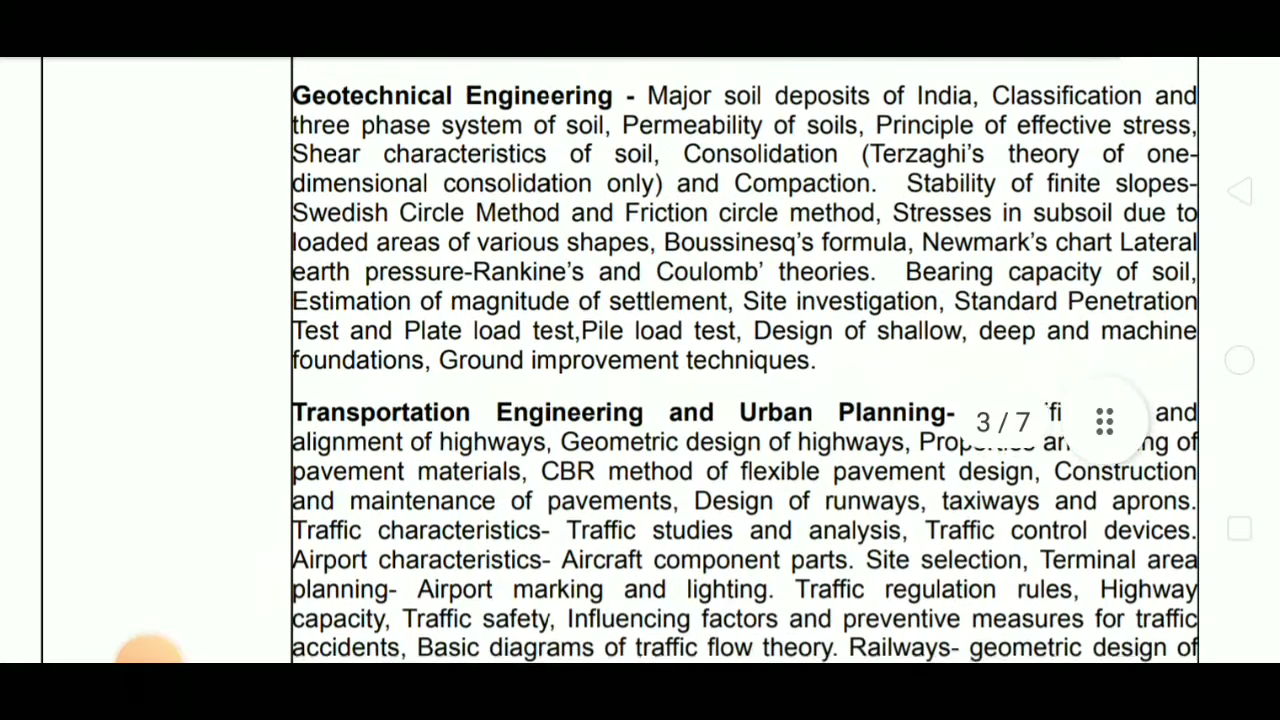 Geotechnical Engineering - Major soil deposits of India, Classification and
three phase system of soil, Permeability of soils, Principle of effective stress,
Shear characteristics of soil, Consolidation (Terzaghi's theory of one-
dimensional consolidation only) and Compaction. Stability of finite slopes-
Swedish Circle Method and Friction circle method, Stresses in subsoil due to
loaded areas of various shapes, Boussinesq's formula, Newmark's chart Lateral
earth pressure-Rankine's and Coulomb' theories. Bearing capacity of soil,
Estimation of magnitude of settlement, Site investigation, Standard Penetration
Test and Plate load test,Pile load test, Design of shallow, deep and machine
foundations, Ground improvement techniques.
Transportation Engineering and Urban Planning- and
3 / 7
alignment of highways, Geometric design of highways, of
pavement materials, CBR method of flexible pavement design, Construction
and maintenance of pavements, Design of runways, taxiways and aprons.
Traffic characteristics- Traffic studies and analysis, Traffic control devices.
Airport characteristics- Aircraft component parts. Site selection, Terminal area
planning- Airport marking and lighting. Traffic regulation rules, Highway
capacity, Traffic safety, Influencing factors and preventive measures for traffic
accidents, Basic diagrams of traffic flow theory. Railways- geometric design of